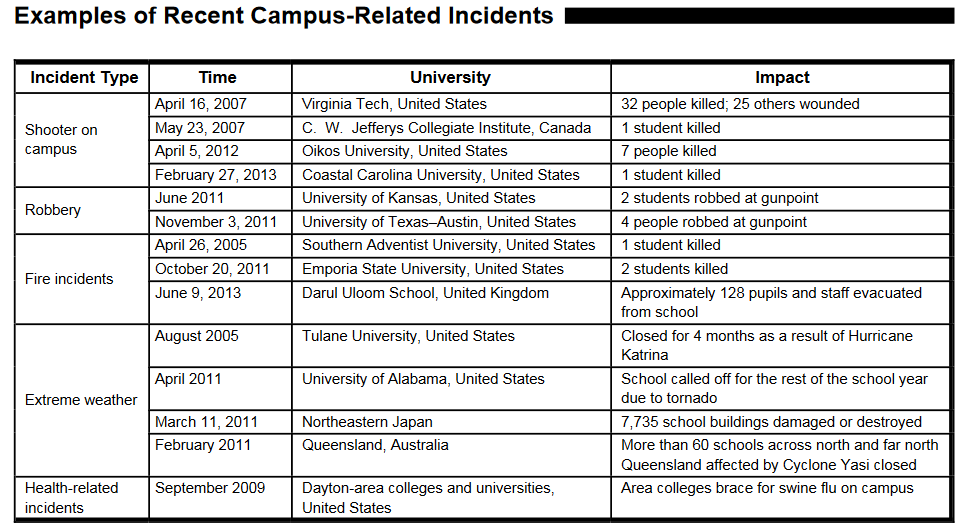 Examples of Recent Campus-Related Incidents
Incident Type Time University Impact
Shooter on campus
April 16, 2007 Virginia Tech, United States 32 people killed; 25 others wounded
May 23, 2007 C. W. Jefferys Collegiate Institute, Canada 1 student killed
April 5, 2012 Oikos University, United States 7 people killed
February 27, 2013 Coastal Carolina University, United States 1 student killed
Robbery
June 2011 University of Kansas, United States 2 students robbed at gunpoint
November 3, 2011 University of Texas–Austin, United States 4 people robbed at gunpoint
Fire incidents
April 26, 2005 Southern Adventist University, United States 1 student killed
October 20, 2011 Emporia State University, United States 2 students killed
June 9, 2013 Darul Uloom School, United Kingdom Approximately 128 pupils and staff evacuated
from school
Extreme weather
August 2005 Tulane University, United States Closed for 4 months as a result of Hurricane
Katrina
April 2011 University of Alabama, United States School called off for the rest of the school year
due to tornado
March 11, 2011 Northeastern Japan 7,735 school buildings damaged or destroyed
February 2011 Queensland, Australia More than 60 schools across north and far north
Queensland affected by Cyclone Yasi closed
Health-related incidents
September 2009 Dayton-area colleges and universities, United States Area colleges brace for swine flu on campus